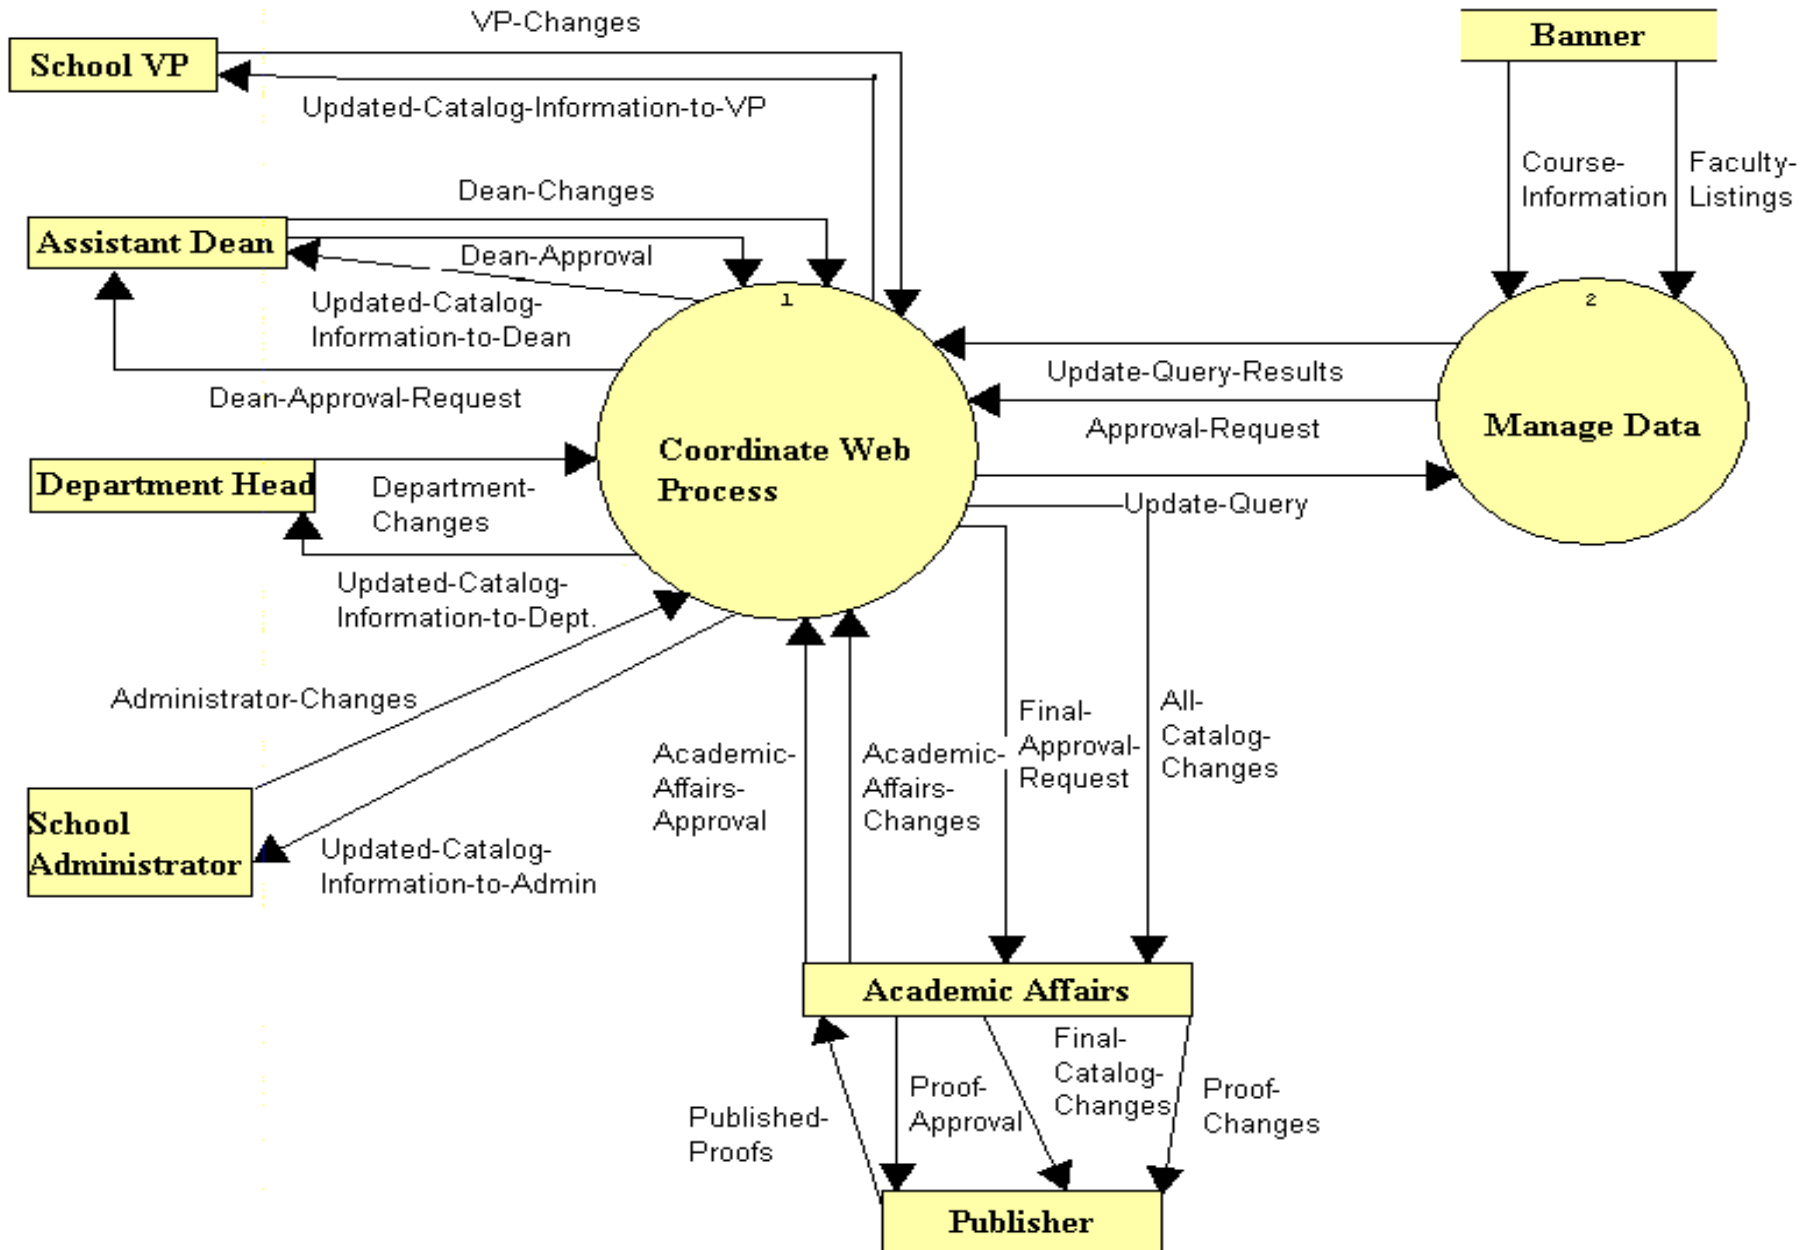 VP-Changes
School VP
Updated-Catalog-Information-to-VP
Banner
Course-
Information
Faculty-
Listings
Dean-Changes
Assistant Dean
Dean-Approval
Updated-Catalog-
Information-to-Dean
Dean-Approval-Request
1
Coordinate Web
Process
2
Manage Data
Update-Query-Results
Approval-Request
Update-Query
Department Head
Department-
Changes
Updated-Catalog-
Information-to-Dept.
Administrator-Changes
School
Administrator
Updated-Catalog-
Information-to-Admin
Academic-
Affairs-
Approval
Academic-
Affairs-
Changes
Final-
Approval-
Request
All-
Catalog-
Changes
Academic Affairs
Published-
Proofs
Proof-
Approval
Final-
Catalog-
Changes
Proof-
Changes
Publisher